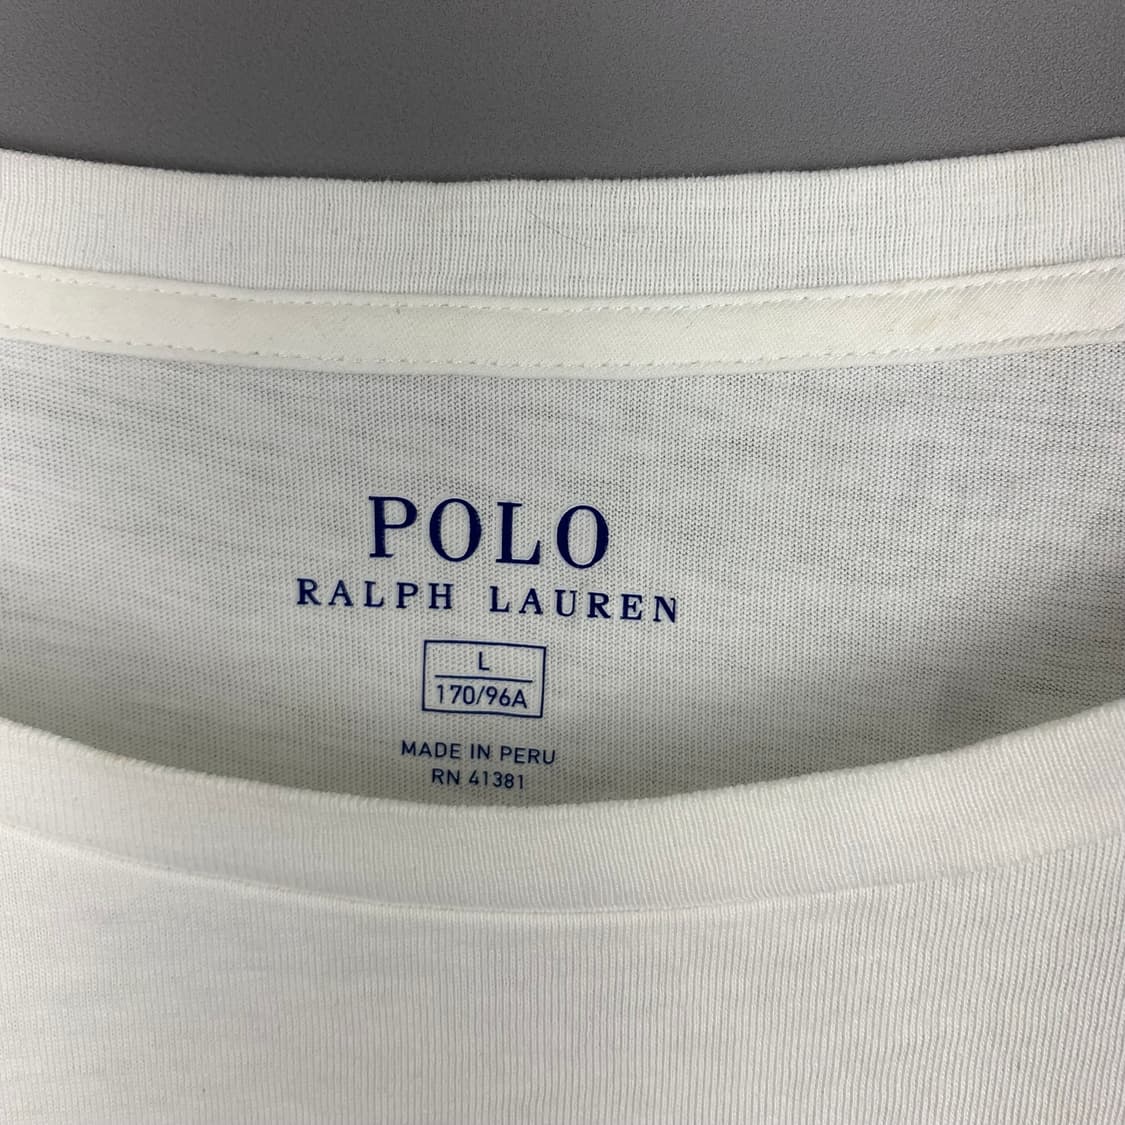 POLO
RALPH LAUREN
L
170/96A
MADE IN PERU
RN 41381